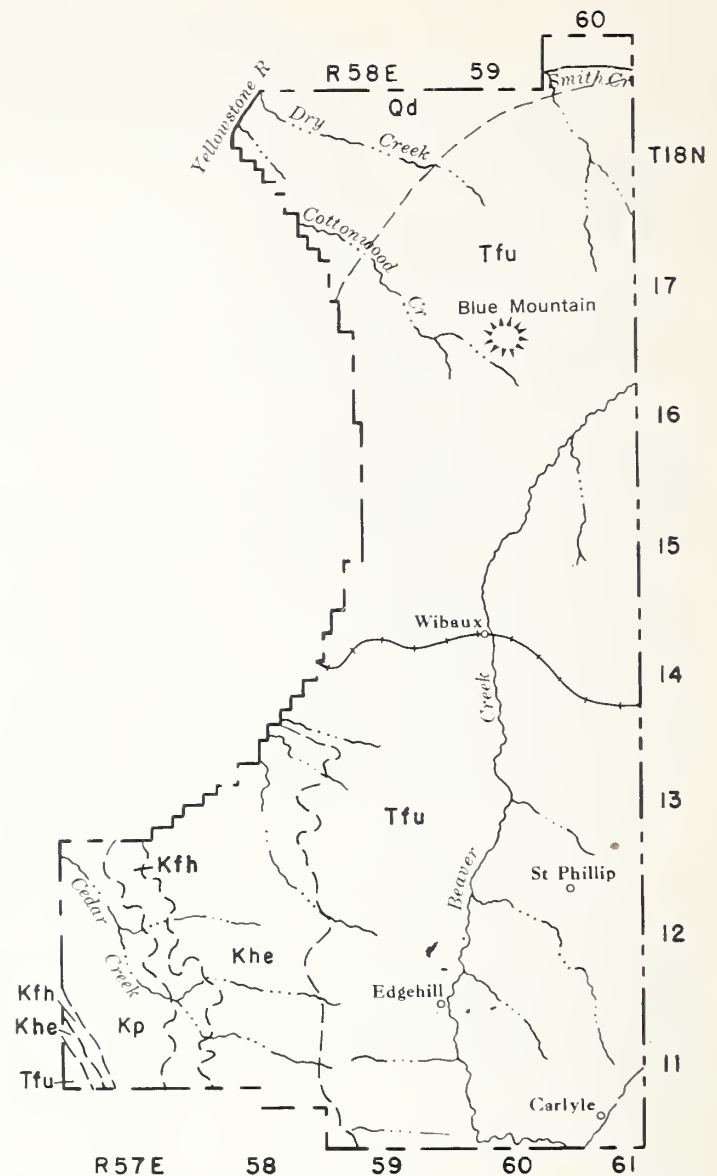 60
R 58 E 59
Smith Cr
Qd
Yellowstone R
Dry Creek
T18N
Cottonwood Cr
Tfu
17
Blue Mountain
16
15
Wibaux
14
Creek
13
Tfu
Kfh
St Phillip
Beaver
Cedar Creek
12
Khe
Kfh
Edgehill
Khe
Kp
11
Tfu
Carlyle
R 57 E 58 59 60 61